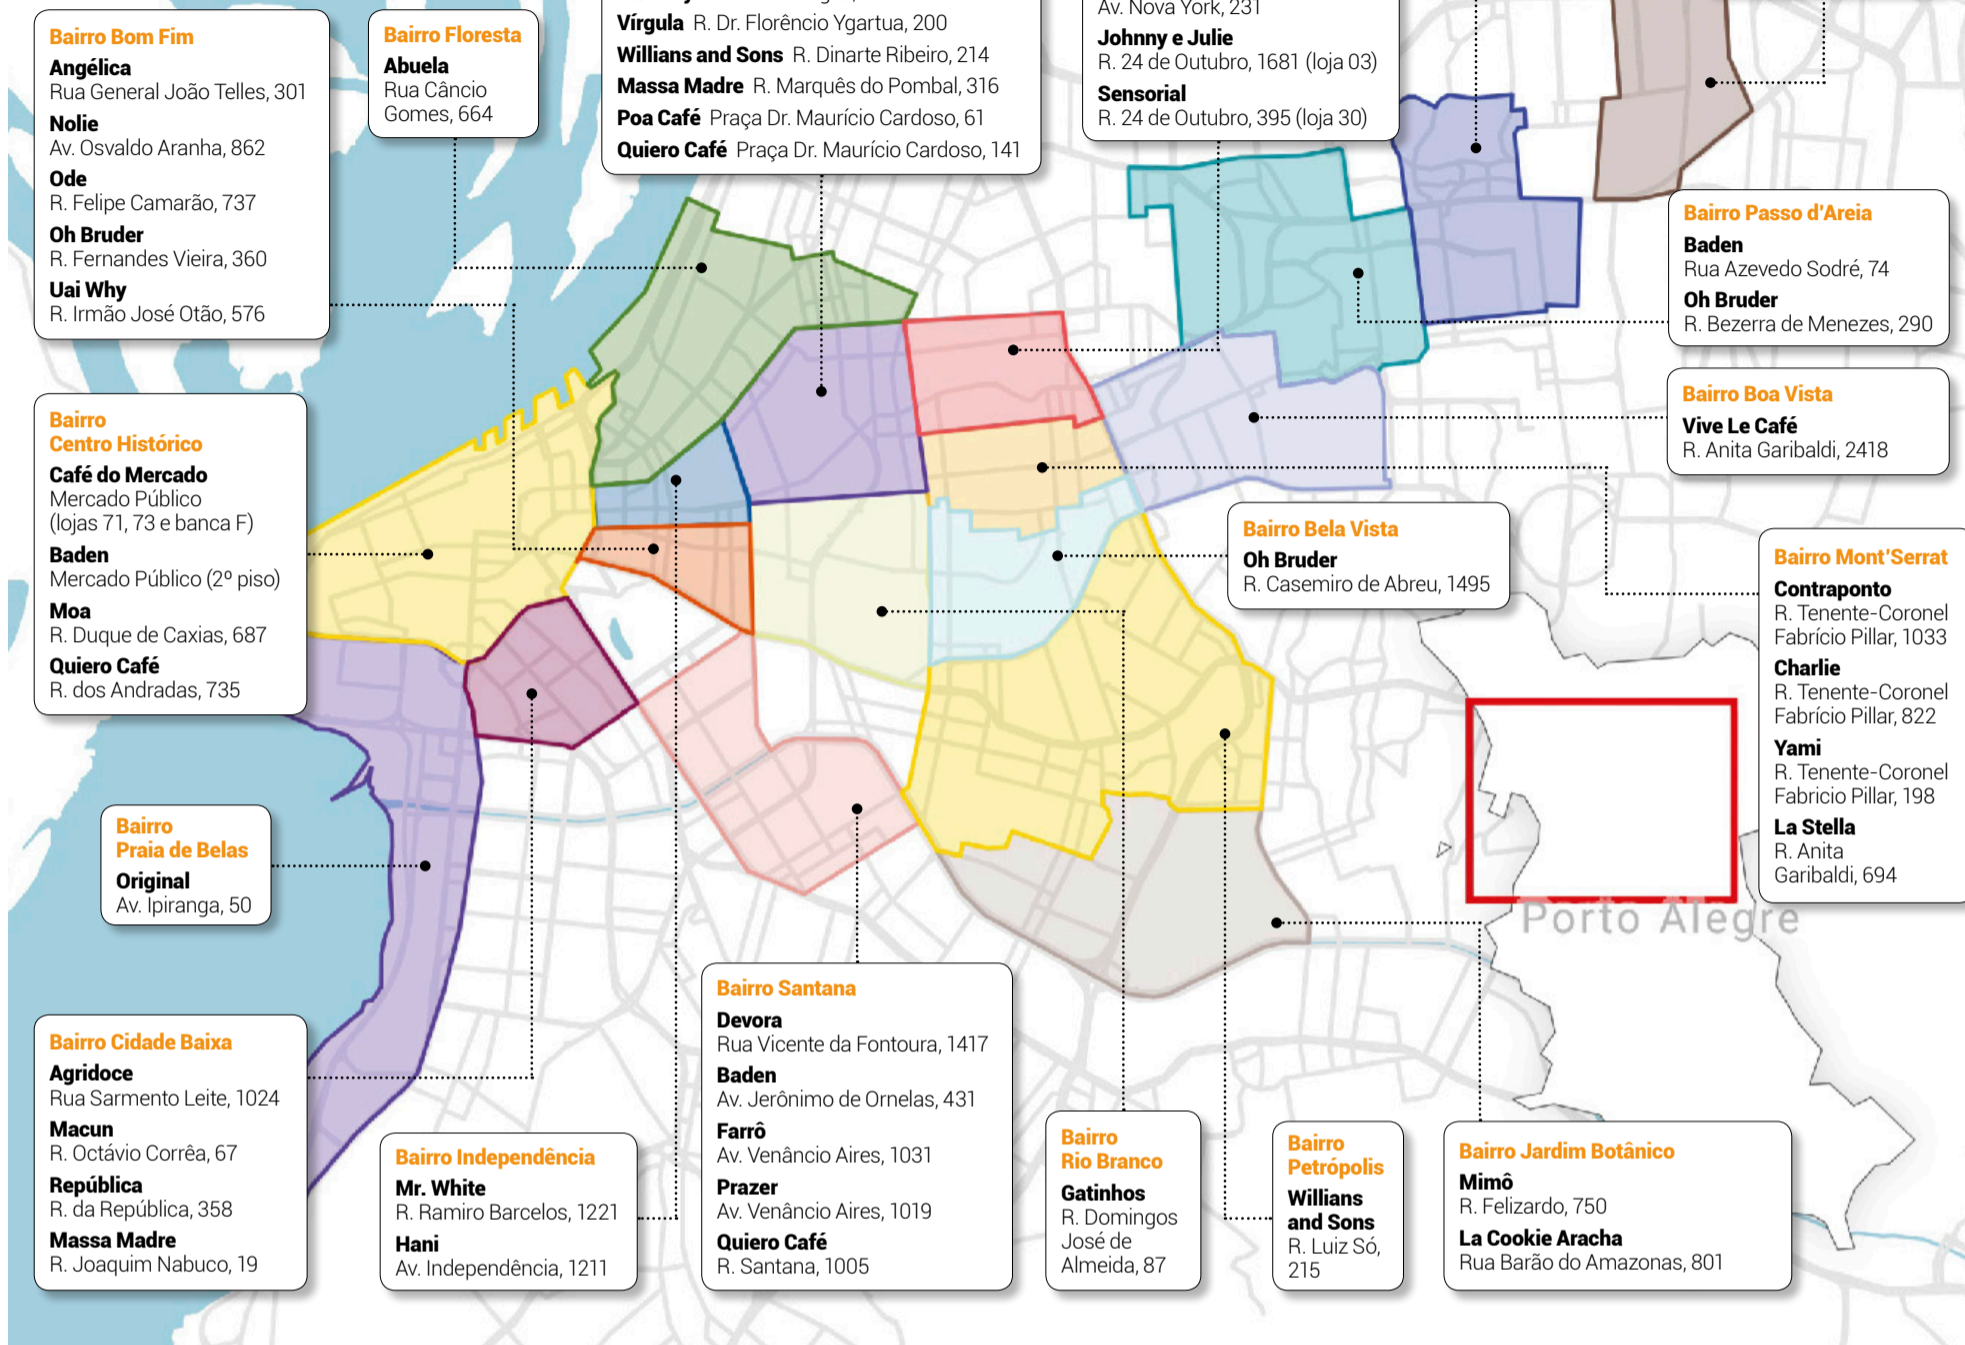 Bairro Bom Fim
Angélica
Rua General João Telles, 301
Nolie
Av. Osvaldo Aranha, 862
Ode
R. Felipe Camarão, 737
Oh Bruder
R. Fernandes Vieira, 360
Uai Why
R. Irmão José Otão, 576
Bairro Floresta
Abuela
Rua Câncio
Gomes, 664
Vírgula R. Dr. Florêncio Ygartua, 200
Willians and Sons R. Dinarte Ribeiro, 214
Massa Madre R. Marquês do Pombal, 316
Poa Café Praça Dr. Maurício Cardoso, 61
Quiero Café Praça Dr. Maurício Cardoso, 141
Av. Nova York, 231
Johnny e Julie
R. 24 de Outubro, 1681 (loja 03)
Sensorial
R. 24 de Outubro, 395 (loja 30)
Bairro Passo d'Areia
Baden
Rua Azevedo Sodré, 74
Oh Bruder
R. Bezerra de Menezes, 290
Bairro Boa Vista
Vive Le Café
R. Anita Garibaldi, 2418
Bairro
Centro Histórico
Café do Mercado
Mercado Público
(lojas 71, 73 e banca F)
Baden
Mercado Público (2º piso)
Moa
R. Duque de Caxias, 687
Quiero Café
R. dos Andradas, 735
Bairro Bela Vista
Oh Bruder
R. Casemiro de Abreu, 1495
Bairro Mont'Serrat
Contraponto
R. Tenente-Coronel
Fabrício Pillar, 1033
Charlie
R. Tenente-Coronel
Fabrício Pillar, 822
Yami
R. Tenente-Coronel
Fabricio Pillar, 198
La Stella
R. Anita
Garibaldi, 694
Porto Alegre
Bairro
Praia de Belas
Original
Av. Ipiranga, 50
Bairro Cidade Baixa
Agridoce
Rua Sarmento Leite, 1024
Macun
R. Octávio Corrêa, 67
República
R. da República, 358
Massa Madre
R. Joaquim Nabuco, 19
Bairro Independência
Mr. White
R. Ramiro Barcelos, 1221
Hani
Av. Independência, 1211
Bairro Santana
Devora
Rua Vicente da Fontoura, 1417
Baden
Av. Jerônimo de Ornelas, 431
Farrô
Av. Venâncio Aires, 1031
Prazer
Av. Venâncio Aires, 1019
Quiero Café
R. Santana, 1005
Bairro
Rio Branco
Gatinhos
R. Domingos
José de
Almeida, 87
Bairro
Petrópolis
Willians
and Sons
R. Luiz Só,
215
Bairro Jardim Botânico
Mimô
R. Felizardo, 750
La Cookie Aracha
Rua Barão do Amazonas, 801